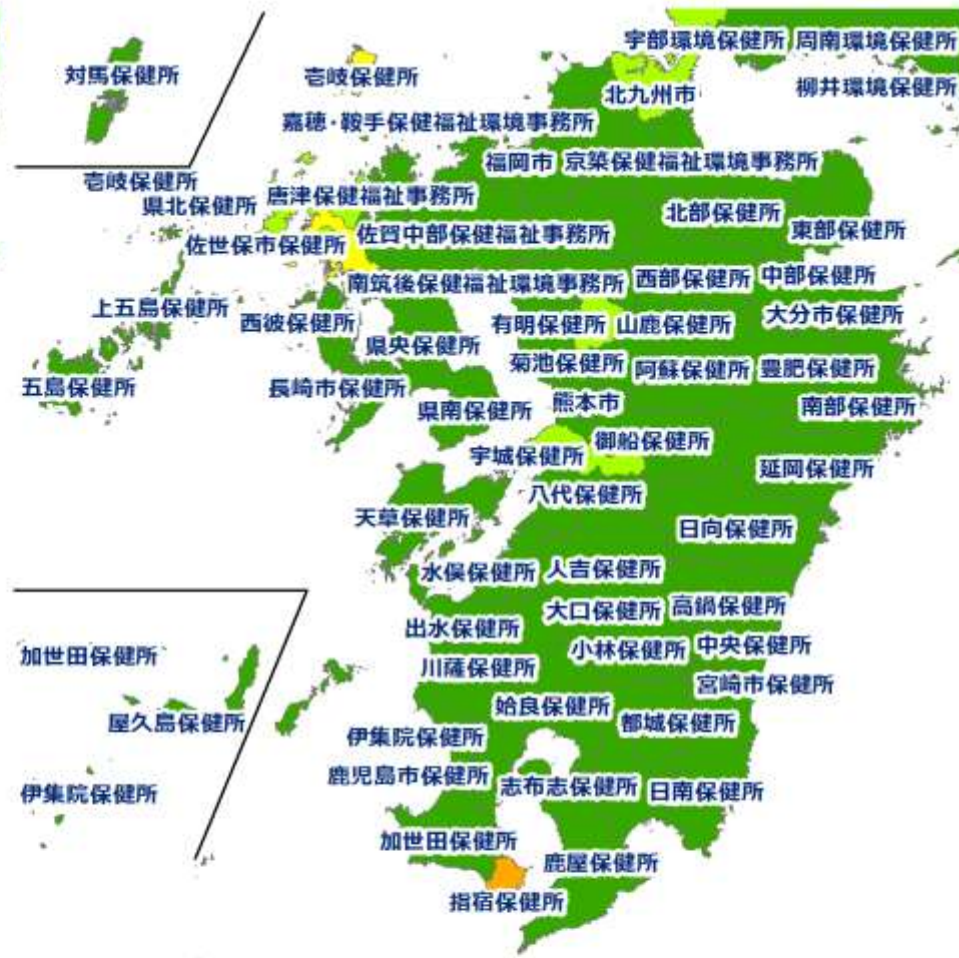 宇部環境保健所 周南環境保健所
対馬保健所
壱岐保健所
柳井環境保健所
北九州市
嘉穂・鞍手保健福祉環境事務所
福岡市 京築保健福祉環境事務所
壱岐保健所
唐津保健福祉事務所
県北保健所
北部保健所
東部保健所
佐世保市保健所 佐賀中部保健福祉事務所
南筑後保健福祉環境事務所 西部保健所 中部保健所
上五島保健所
西彼保健所
有明保健所 山鹿保健所
大分市保健所
県央保健所
菊池保健所 阿蘇保健所 豊肥保健所
五島保健所
長崎市保健所
県南保健所
熊本市
南部保健所
宇城保健所 御船保健所
延岡保健所
八代保健所
天草保健所
日向保健所
水俣保健所 人吉保健所
大口保健所 高鍋保健所
出水保健所
小林保健所 中央保健所
加世田保健所
川薩保健所
宮崎市保健所
姶良保健所
屋久島保健所
都城保健所
伊集院保健所
鹿児島市保健所
志布志保健所 日南保健所
伊集院保健所
加世田保健所
鹿屋保健所
指宿保健所